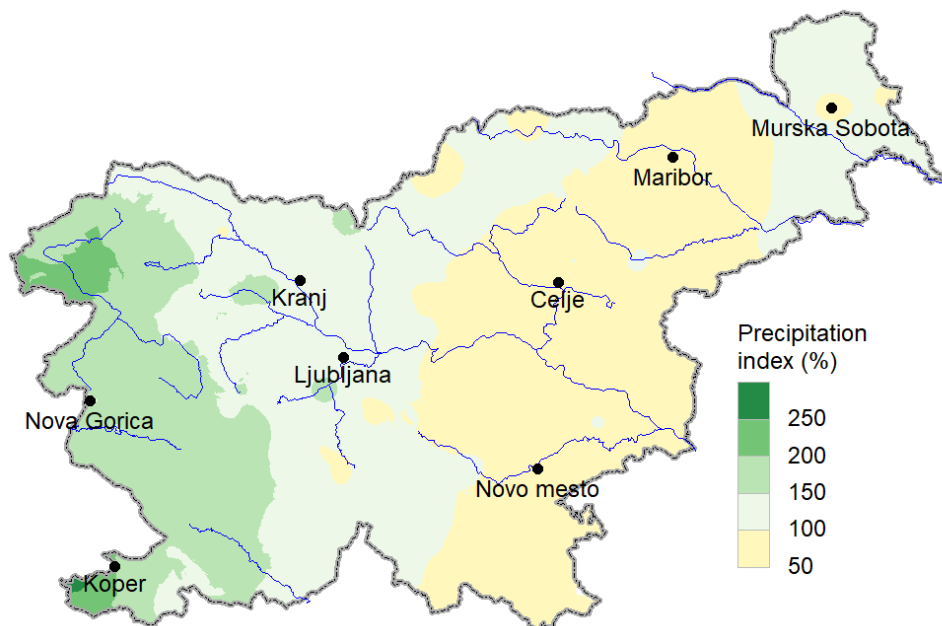 Murska Sobota
Maribor
Kranj
Celje
Ljubljana
Nova Gorica
Novo mesto
Koper
Precipitation
index (%)
250
200
150
100
50